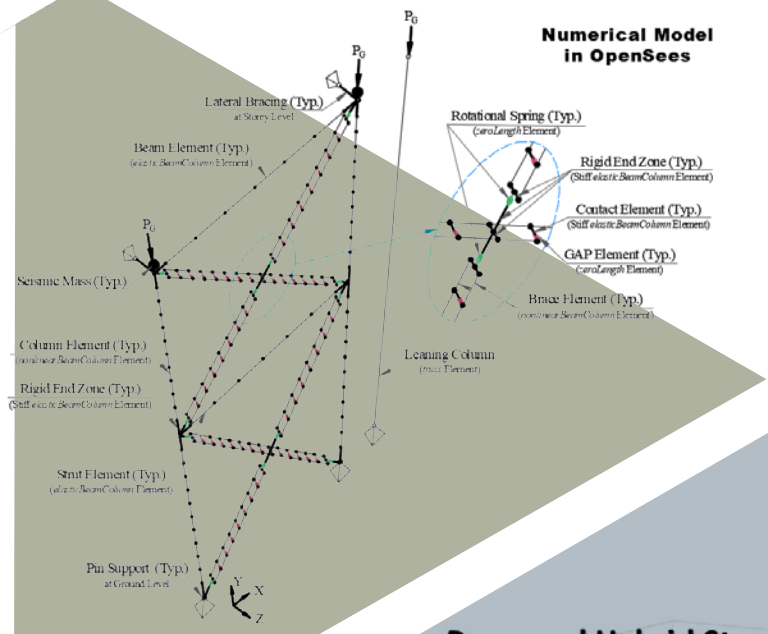 Numerical Model
in OpenSees
P_G
P_G
Lateral Bracing (Typ.)
at Storey Level
Rotational Spring (Typ.)
(zeroLength Element)
Beam Element (Typ.)
(elasticBeamColumn Element)
Rigid End Zone (Typ.)
(Stiff elasticBeamColumn Element)
Contact Element (Typ.)
(Stiff elasticBeamColumn Element)
P_G
GAP Element (Typ.)
(zeroLength Element)
Seismic Mass (Typ.)
Brace Element (Typ.)
(nonlinearBeamColumn Element)
Column Element (Typ.)
(nonlinearBeamColumn Element)
Leaning Column
(truss Element)
Rigid End Zone (Typ.)
(Stiff elasticBeamColumn Element)
Strut Element (Typ.)
(elasticBeamColumn Element)
Pin Support (Typ.)
at Ground Level
Y
X
Z